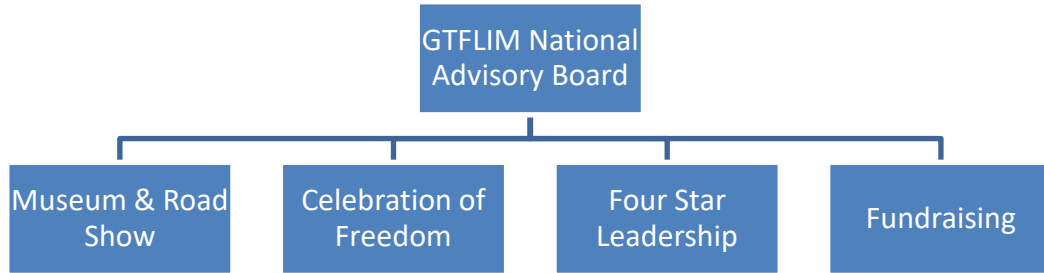 GTFLIM National
Advisory Board
Museum & Road
Show
Celebration of
Freedom
Four Star
Leadership
Fundraising